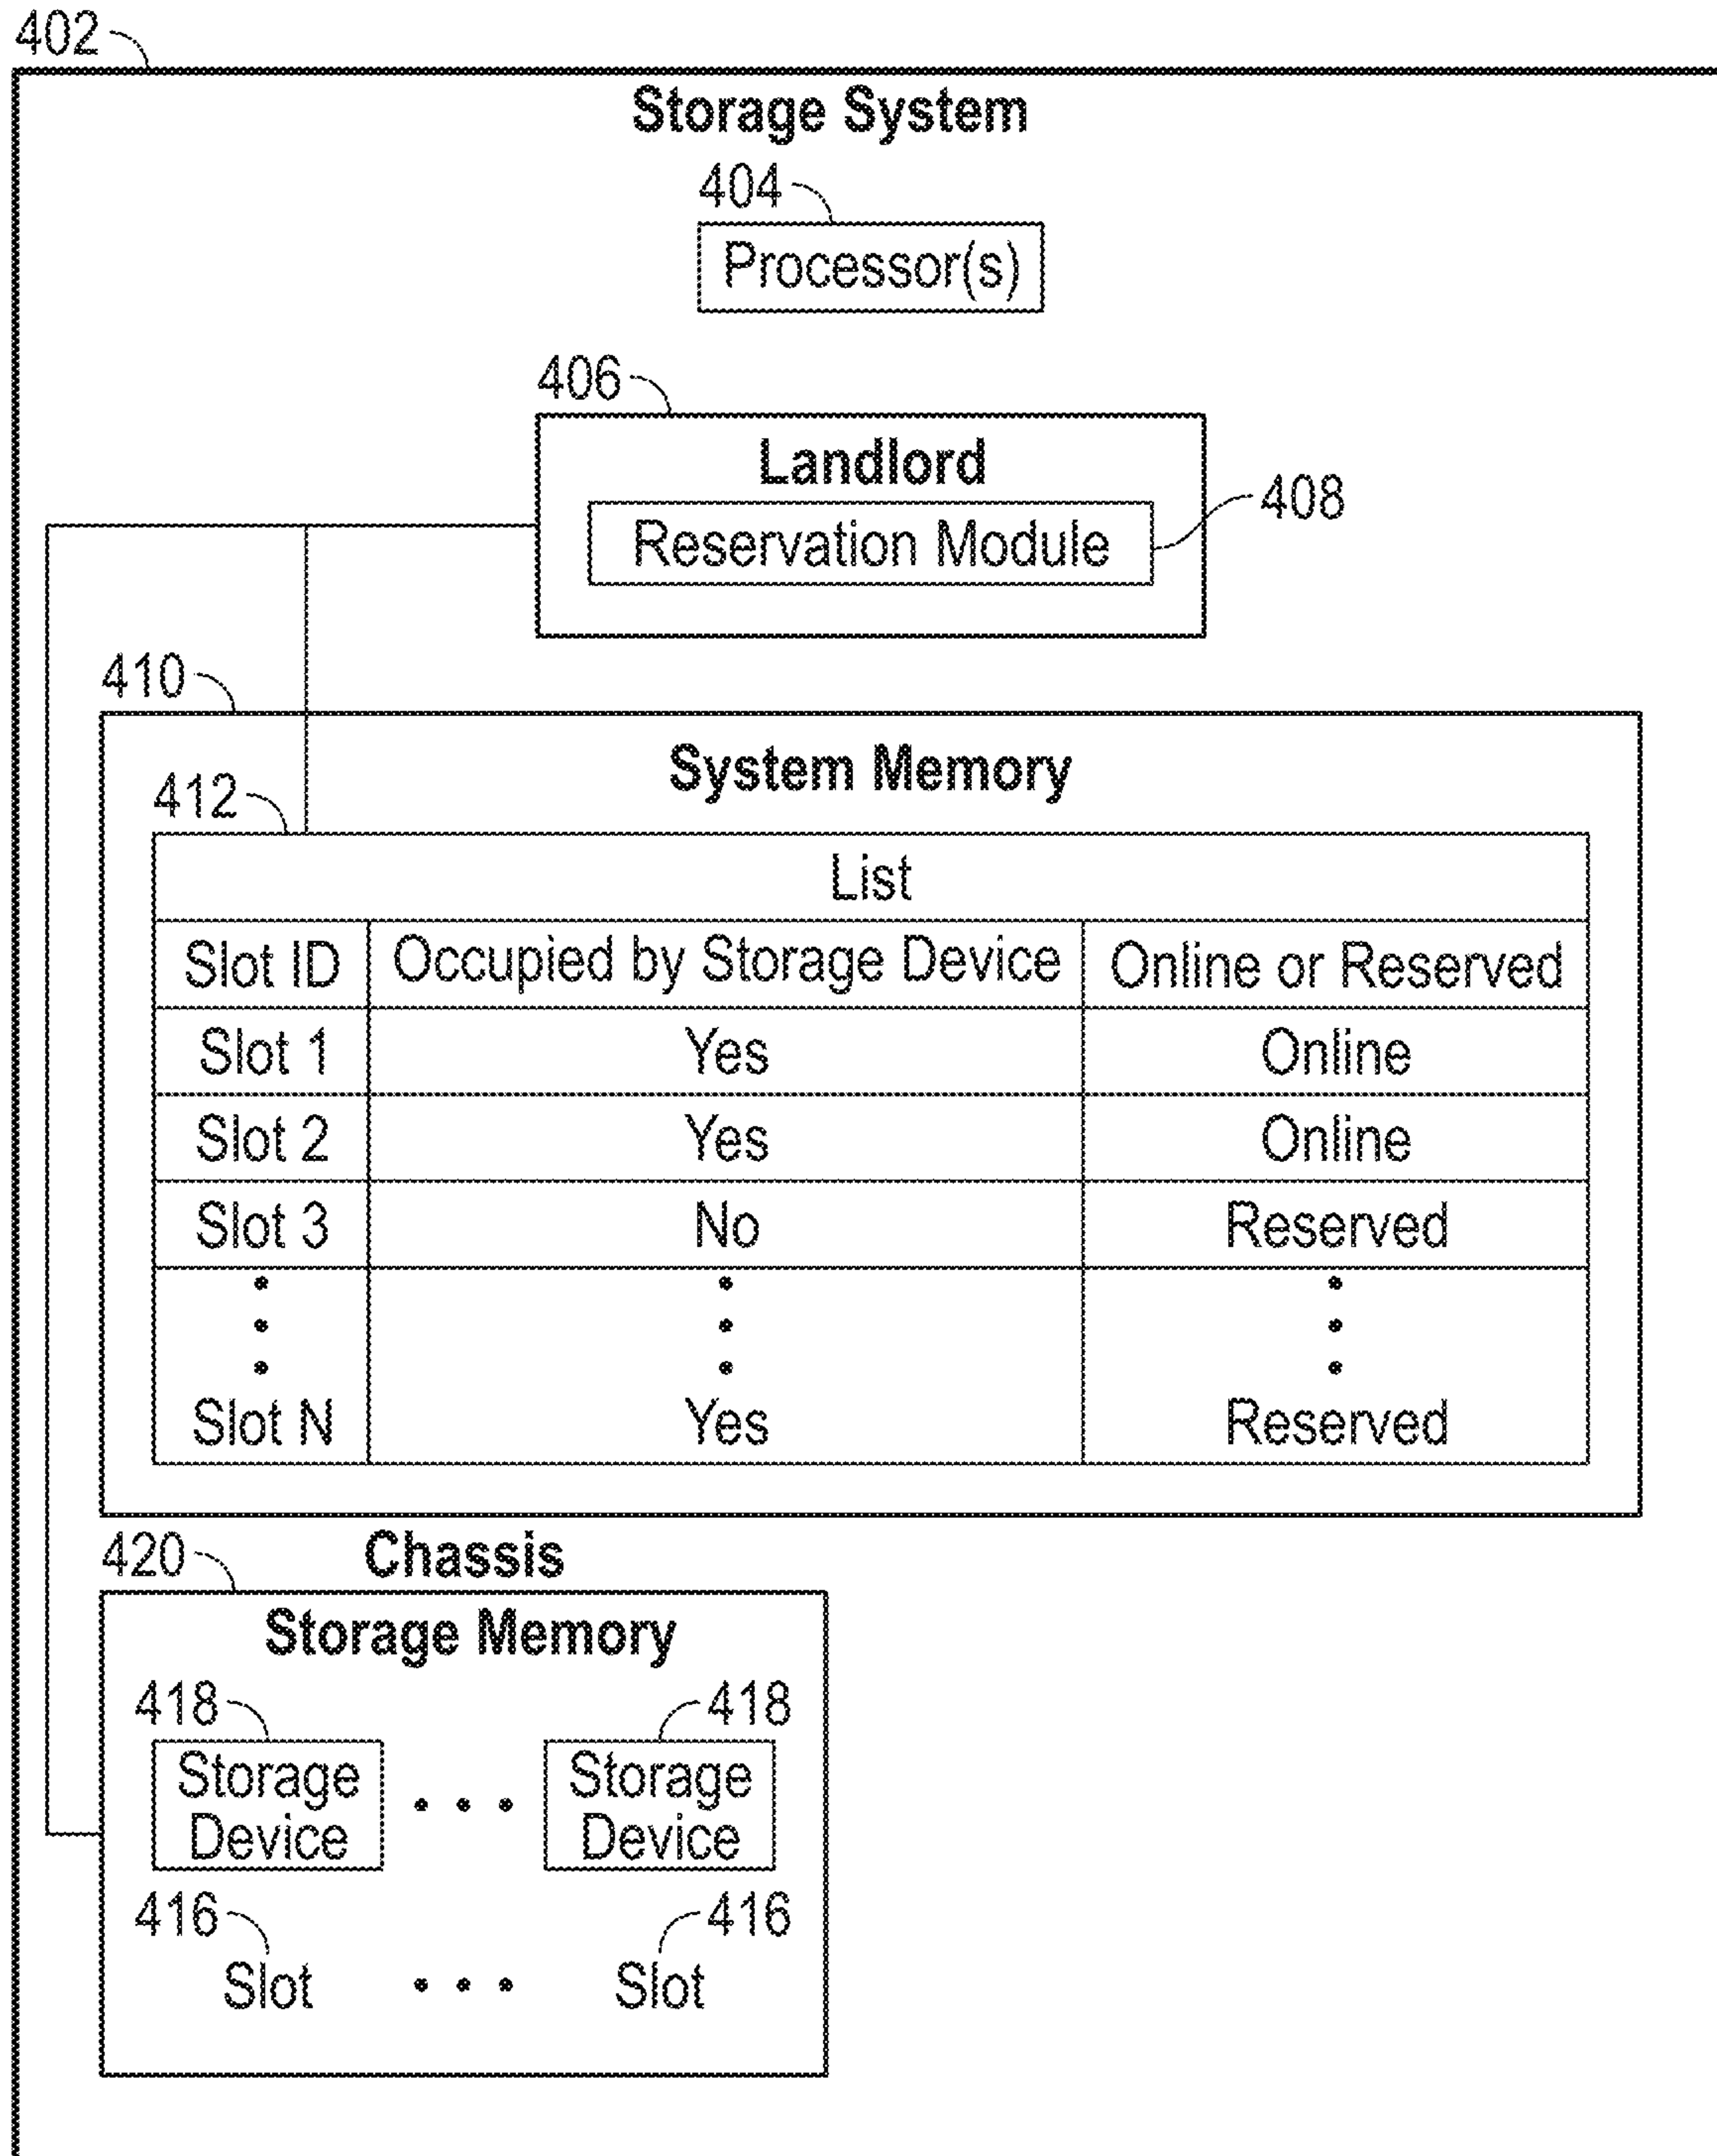 402
Storage System
404
Processor(s)
406
Landlord
Reservation Module
408
410
System Memory
412
List
Slot ID Occupied by Storage Device Online or Reserved
Slot 1 Yes Online
Slot 2 Yes Online
Slot 3 No Reserved
Slot N Yes Reserved
420 Chassis
Storage Memory
418 418
Storage Device Storage Device
416 416
Slot Slot